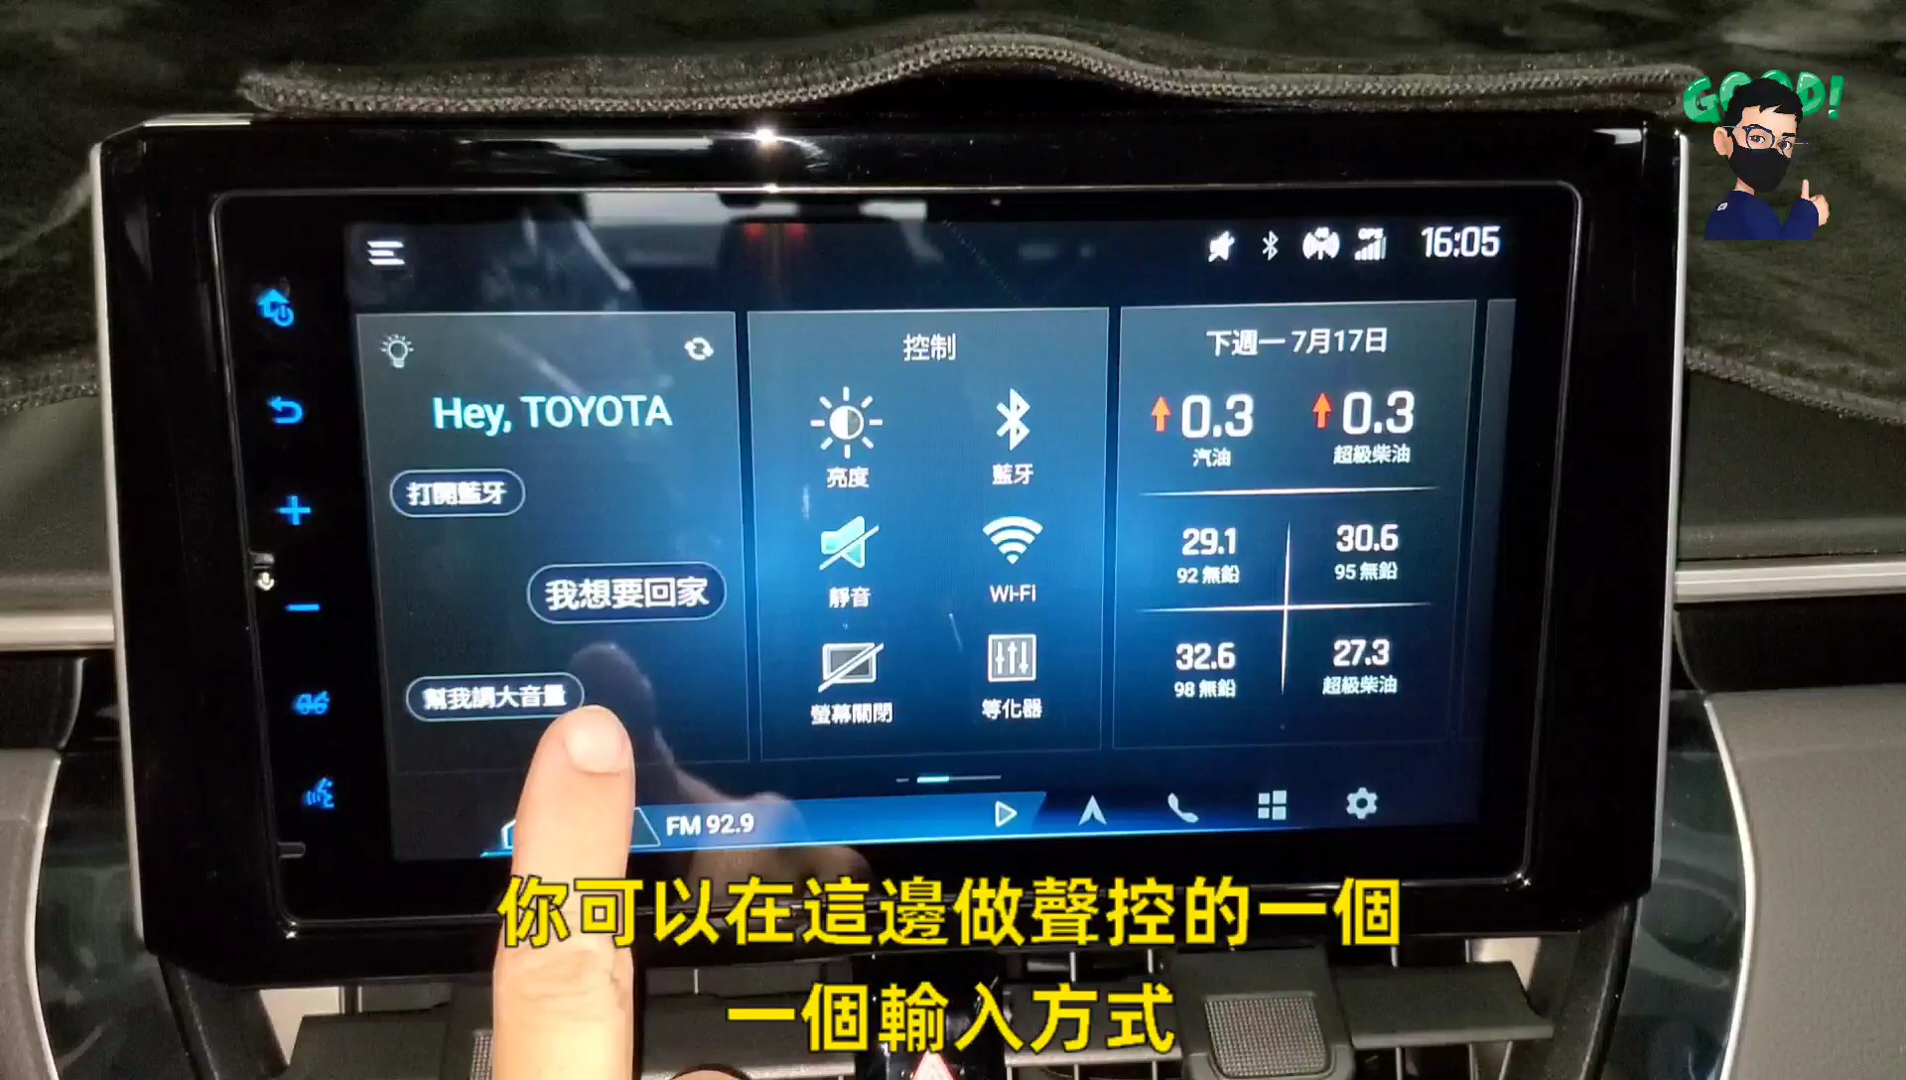 GOOD!
4G
GPS
16:05
Hey, TOYOTA
打開藍牙
我想要回家
幫我調大音量
控制
亮度
藍牙
靜音
Wi-Fi
螢幕關閉
等化器
下週一 7月17日
0.3
汽油
0.3
超級柴油
29.1
92 無鉛
30.6
95 無鉛
32.6
98 無鉛
27.3
超級柴油
FM 92.9
你可以在這邊做聲控的一個
一個輸入方式